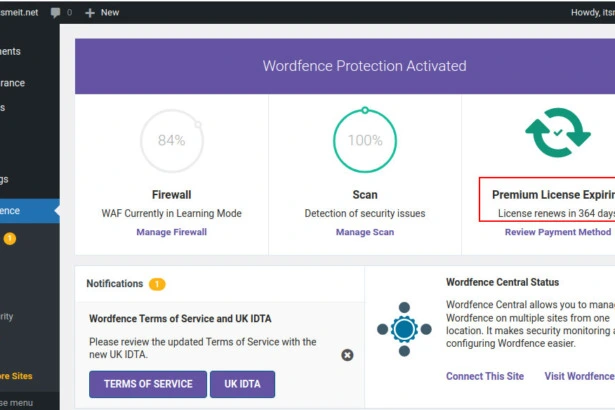 smeit.net 0 New Howdy, its
Wordfence Protection Activated
84%
100%
Firewall
WAF Currently in Learning Mode
Manage Firewall
Scan
Detection of security issues
Manage Scan
Premium License Expirin
License renews in 364 days
Review Payment Method
ments
arance
s
gs
ence
1
rity
ore Sites
se menu
Notifications 1
Wordfence Terms of Service and UK IDTA
Please review the updated Terms of Service with the
new UK IDTA.
TERMS OF SERVICE UK IDTA
Wordfence Central Status
Wordfence Central allows you to manag
Wordfence on multiple sites from one
location. It makes security monitoring a
configuring Wordfence easier.
Connect This Site Visit Wordfence